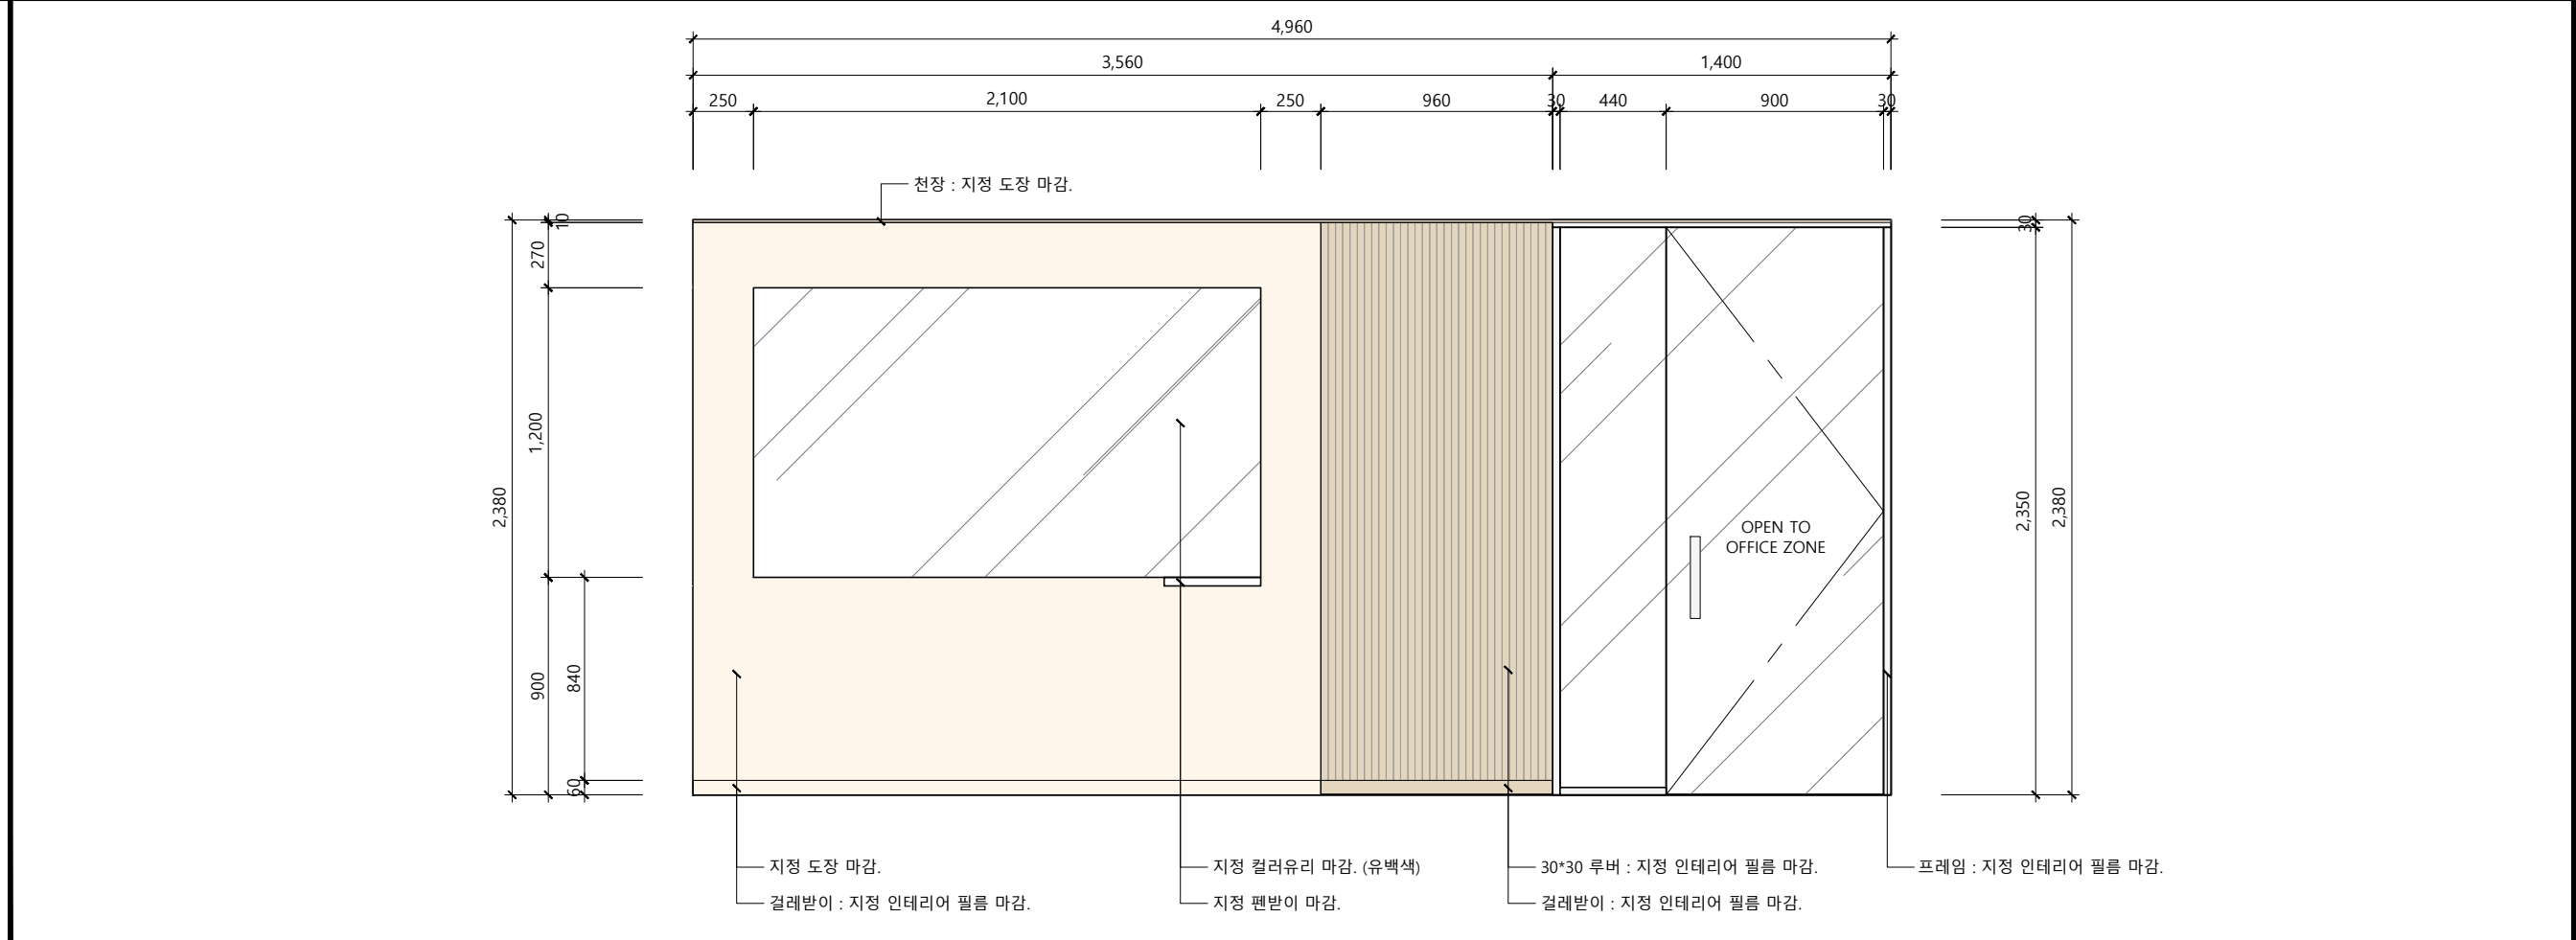 4,960
3,560 1,400
250 2,100 250 960 30 440 900 30
천장 : 지정 도장 마감.
10
270
1,200
2,380
900
840
60
30
2,350
2,380
OPEN TO
OFFICE ZONE
지정 도장 마감.
걸레받이 : 지정 인테리어 필름 마감.
지정 컬러유리 마감. (유백색)
지정 펜받이 마감.
30*30 루버 : 지정 인테리어 필름 마감.
걸레받이 : 지정 인테리어 필름 마감.
프레임 : 지정 인테리어 필름 마감.